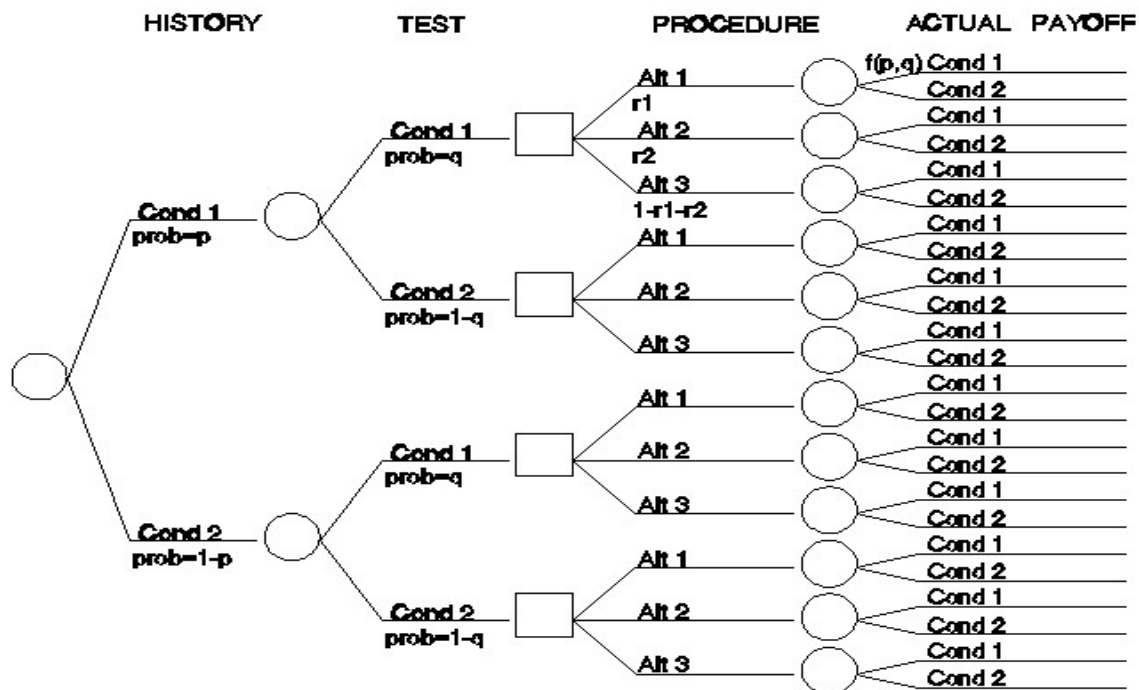 HISTORY TEST PROCEDURE ACTUAL PAYOFF
f(p,q) Cond 1
Alt 1
Cond 2
r1
Cond 1
Cond 1
Alt 2
Cond 2
prob=q
r2
Cond 1
Alt 3
Cond 2
Cond 1
1-r1-r2
prob=p
Cond 1
Alt 1
Cond 2
Cond 1
Cond 2
Alt 2
Cond 2
prob=1-q
Cond 1
Alt 3
Cond 2
Cond 1
Alt 1
Cond 2
Cond 1
Cond 1
Alt 2
Cond 2
prob=q
Cond 1
Alt 3
Cond 2
Cond 2
prob=1-p
Cond 1
Alt 1
Cond 2
Cond 1
Cond 2
Alt 2
Cond 2
prob=1-q
Cond 1
Alt 3
Cond 2